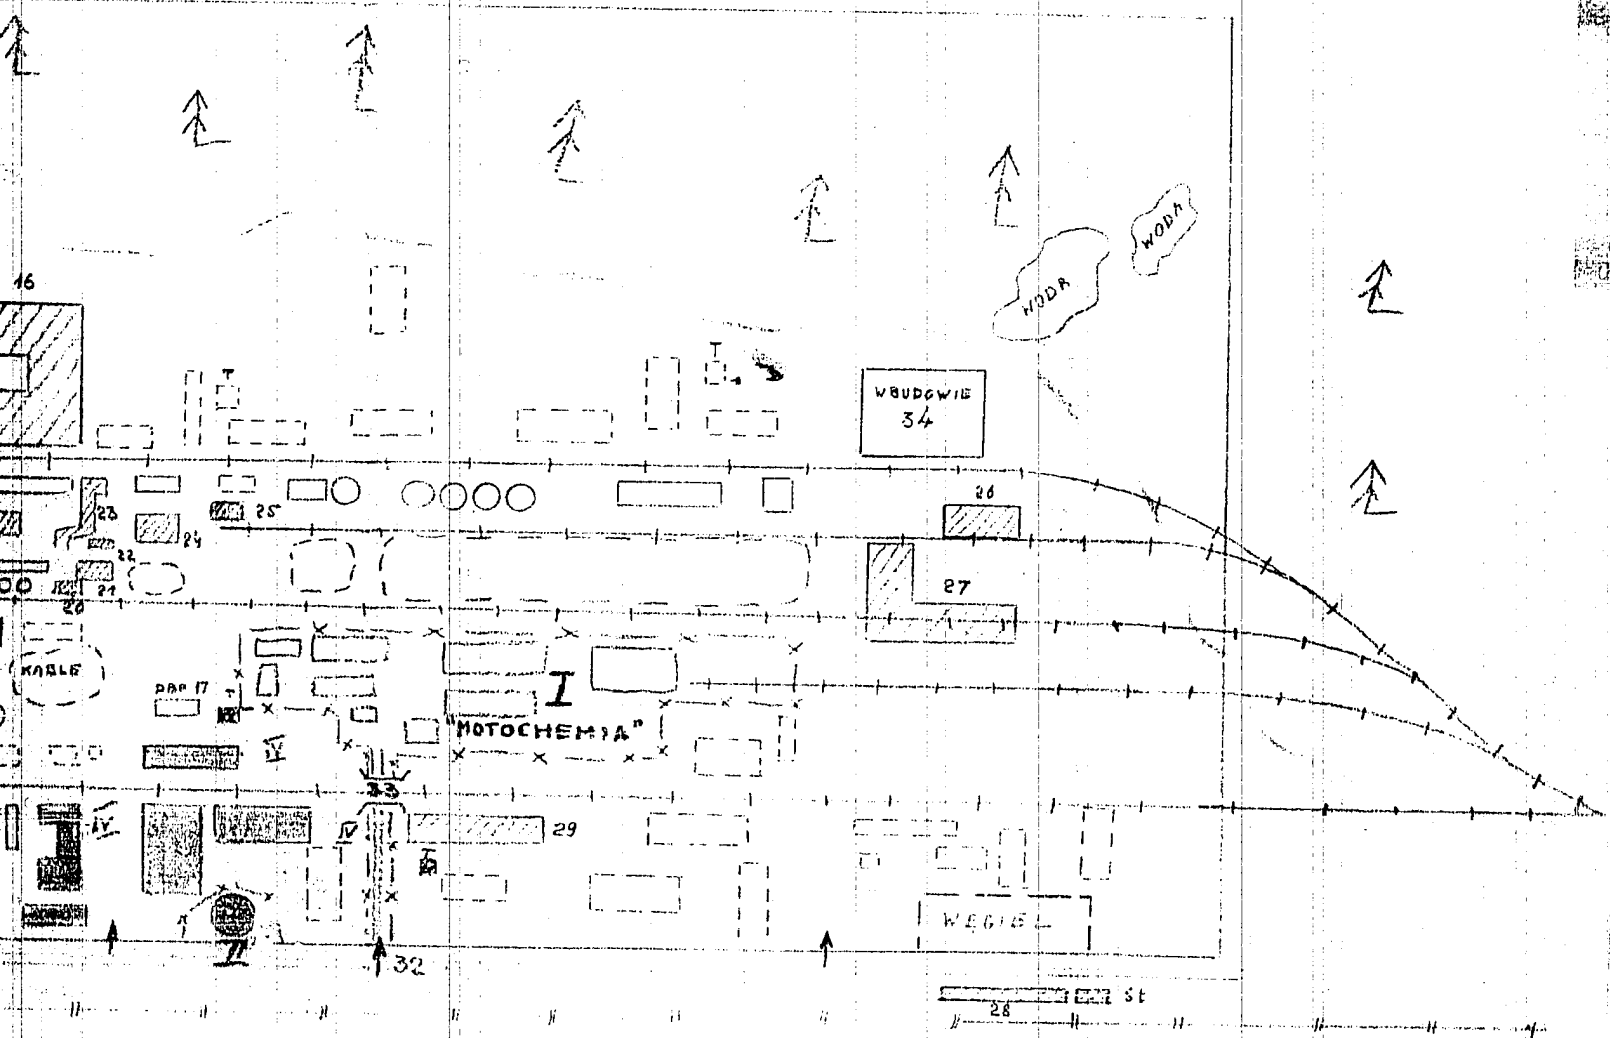 WODA
WODA
16
T
T
W BUDOWIE
34
26
23
25
24
22
21
20
27
KABLE
T
I
"MOTOCHEMIA"
IV
33
IV
IV
29
T
II
32
WĘGIEL
28
St